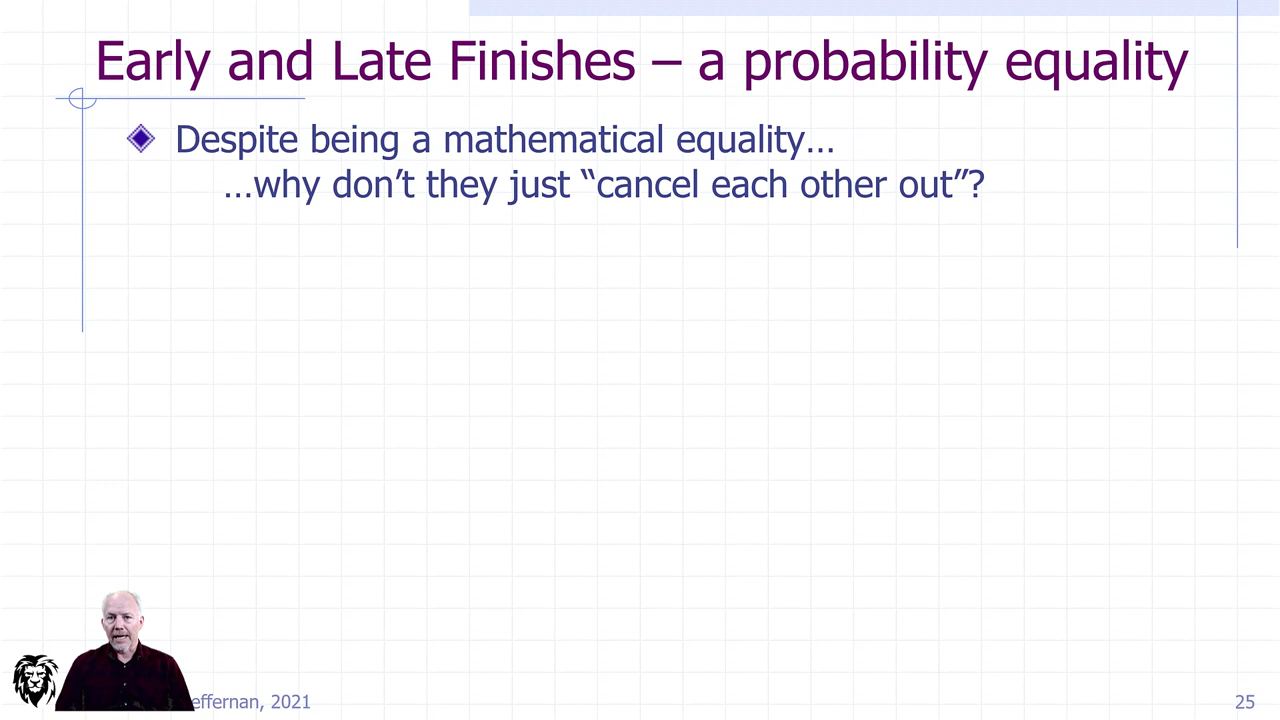 Early and Late Finishes – a probability equality
Despite being a mathematical equality…
…why don’t they just “cancel each other out”?
2021
25